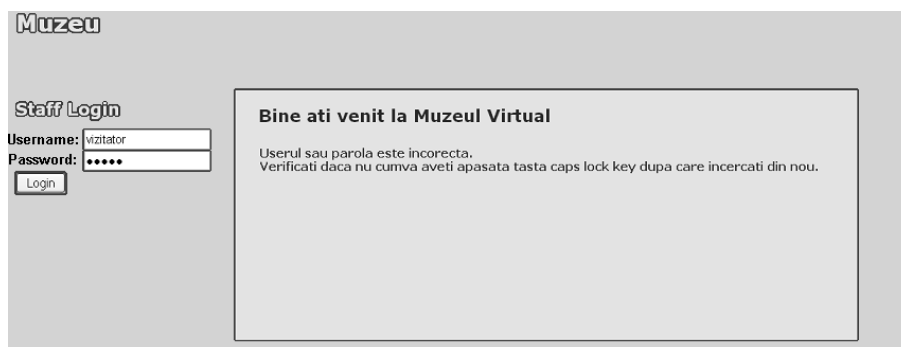 Muzeu
Staff Login
Username: vizitator
Password: •••••
Login
Bine ati venit la Muzeul Virtual
Userul sau parola este incorecta.
Verificati daca nu cumva aveti apasata tasta caps lock key dupa care incercati din nou.